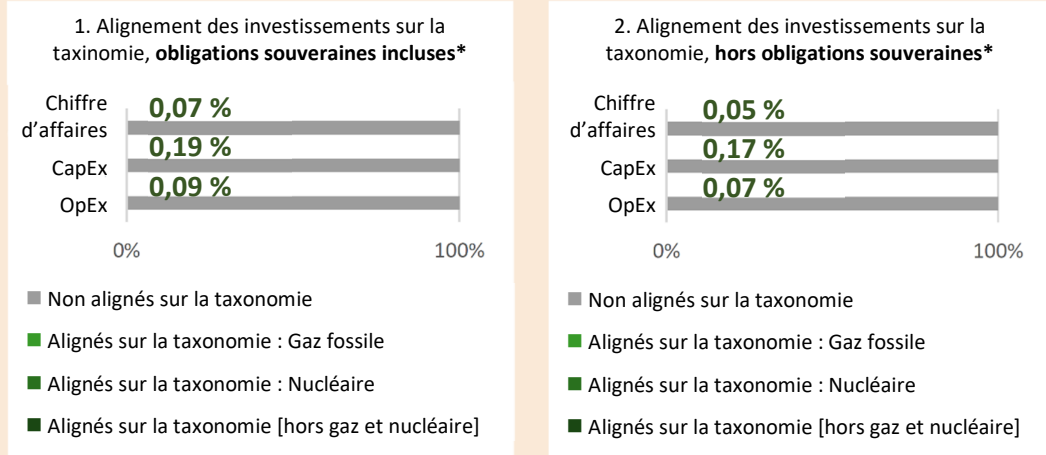 1. Alignement des investissements sur la
taxinomie, obligations souveraines incluses*
Chiffre
d'affaires
0,07 %
CapEx
0,19 %
OpEx
0,09 %
0%
100%
Non alignés sur la taxonomie
Alignés sur la taxonomie : Gaz fossile
Alignés sur la taxonomie : Nucléaire
Alignés sur la taxonomie [hors gaz et nucléaire]
2. Alignement des investissements sur la
taxonomie, hors obligations souveraines*
Chiffre
d'affaires
0,05 %
CapEx
0,17 %
OpEx
0,07 %
0%
100%
Non alignés sur la taxonomie
Alignés sur la taxonomie : Gaz fossile
Alignés sur la taxonomie : Nucléaire
Alignés sur la taxonomie [hors gaz et nucléaire]